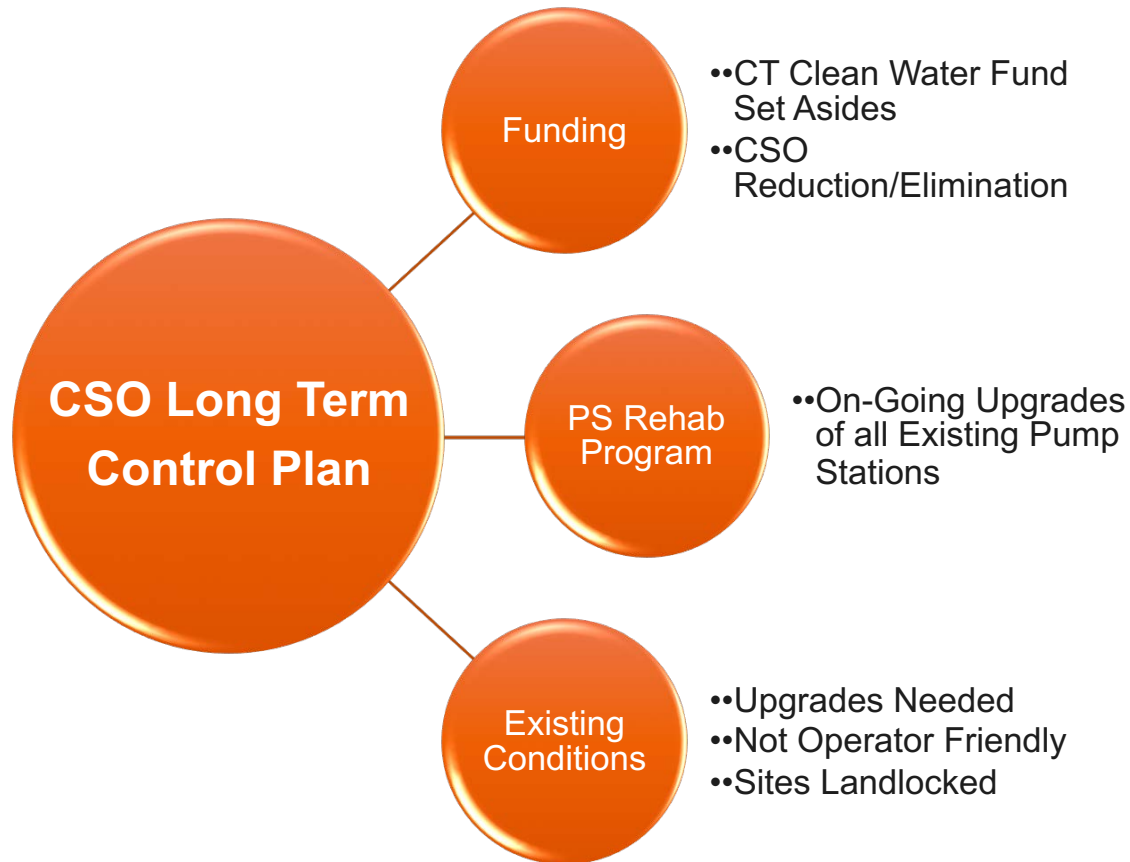 Funding
••CT Clean Water Fund
Set Asides
••CSO
Reduction/Elimination
CSO Long Term
Control Plan
PS Rehab
Program
••On-Going Upgrades
of all Existing Pump
Stations
Existing
Conditions
••Upgrades Needed
••Not Operator Friendly
••Sites Landlocked